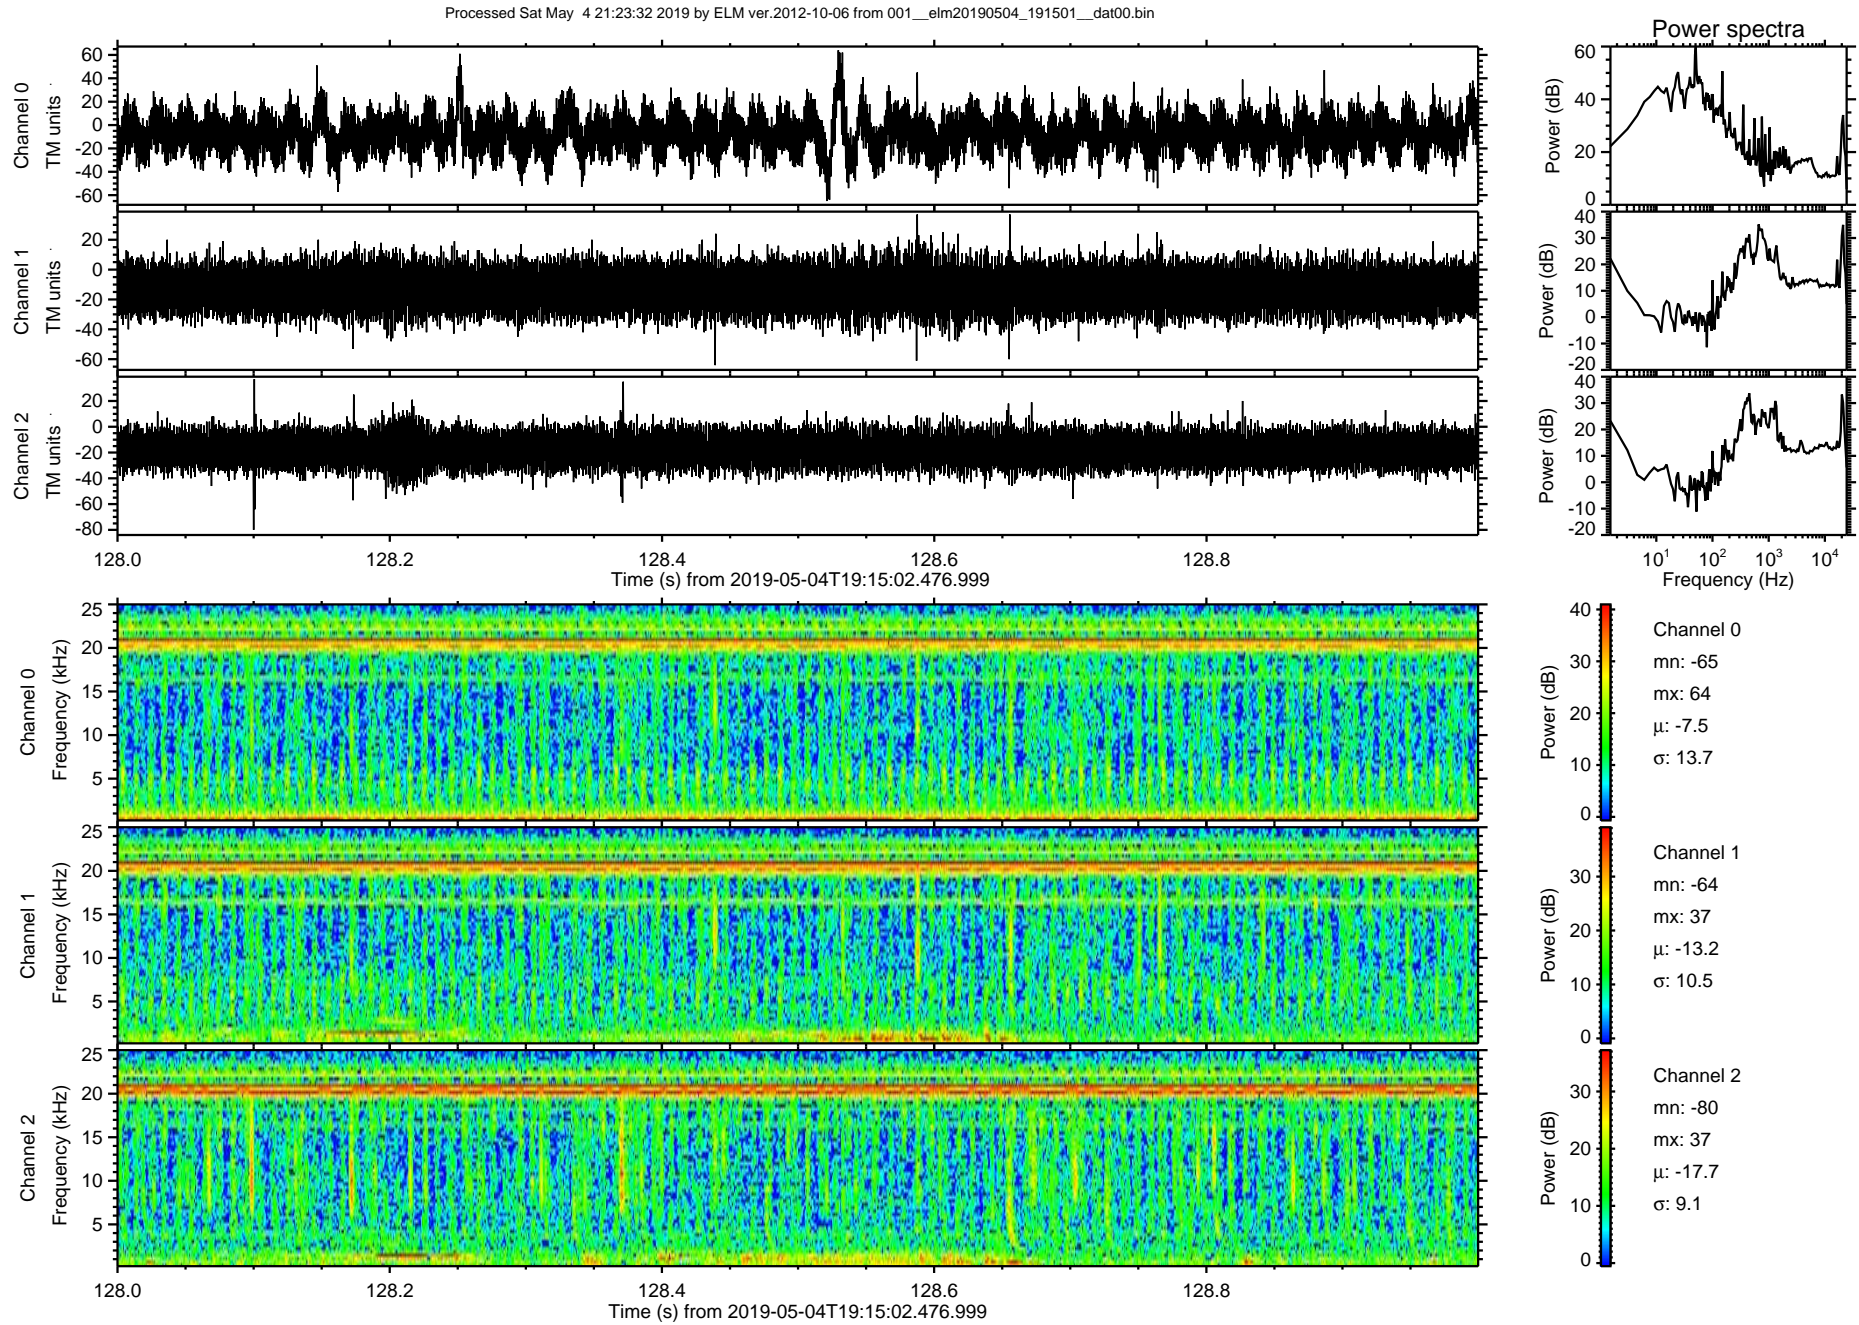 Processed Sat May  4 21:23:32 2019 by ELM ver.2012-10-06 from 001__elm20190504_191501__dat00.bin
Power spectra
Channel 0
TM units
60
40
20
0
-20
-40
-60
Power (dB)
60
40
20
0
Channel 1
TM units
20
0
-20
-40
-60
Power (dB)
40
30
20
10
0
-10
-20
Channel 2
TM units
20
0
-20
-40
-60
-80
Power (dB)
40
30
20
10
0
-10
-20
128.0 128.2 128.4 128.6 128.8
Time (s) from 2019-05-04T19:15:02.476.999
10^1 10^2 10^3 10^4
Frequency (Hz)
Channel 0
Frequency (kHz)
25
20
15
10
5
Power (dB)
40
30
20
10
0
Channel 0
mn: -65
mx: 64
μ: -7.5
σ: 13.7
Channel 1
Frequency (kHz)
25
20
15
10
5
Power (dB)
30
20
10
0
Channel 1
mn: -64
mx: 37
μ: -13.2
σ: 10.5
Channel 2
Frequency (kHz)
25
20
15
10
5
Power (dB)
30
20
10
0
Channel 2
mn: -80
mx: 37
μ: -17.7
σ: 9.1
128.0 128.2 128.4 128.6 128.8
Time (s) from 2019-05-04T19:15:02.476.999